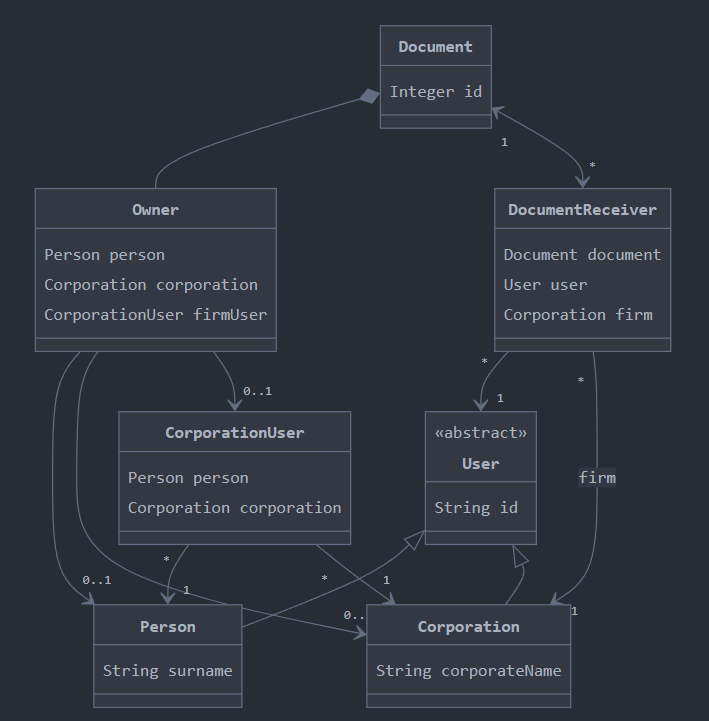 Document
Integer id
1
*
Owner
Person person
Corporation corporation
CorporationUser firmUser
DocumentReceiver
Document document
User user
Corporation firm
0..1
*
1
*
CorporationUser
Person person
Corporation corporation
«abstract»
User
String id
firm
*
1
*
1
0..1
0..
1
Person
String surname
Corporation
String corporateName